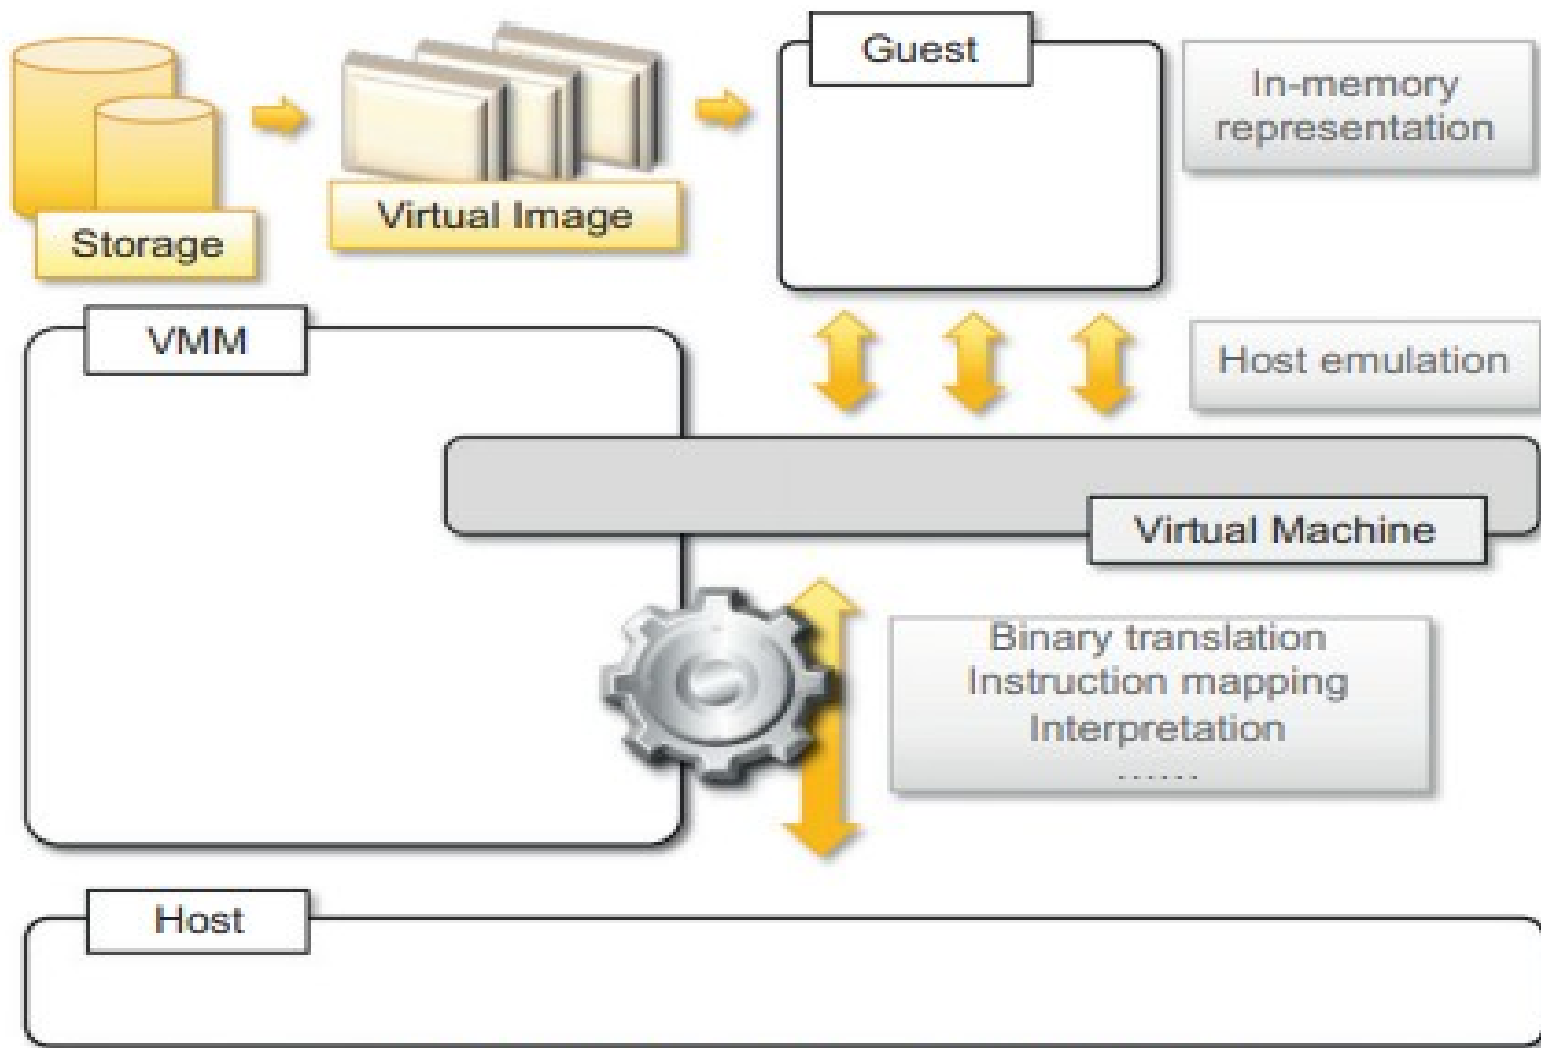 Guest
In-memory
representation
Virtual Image
Storage
VMM
Host emulation
Virtual Machine
Binary translation
Instruction mapping
Interpretation
......
Host